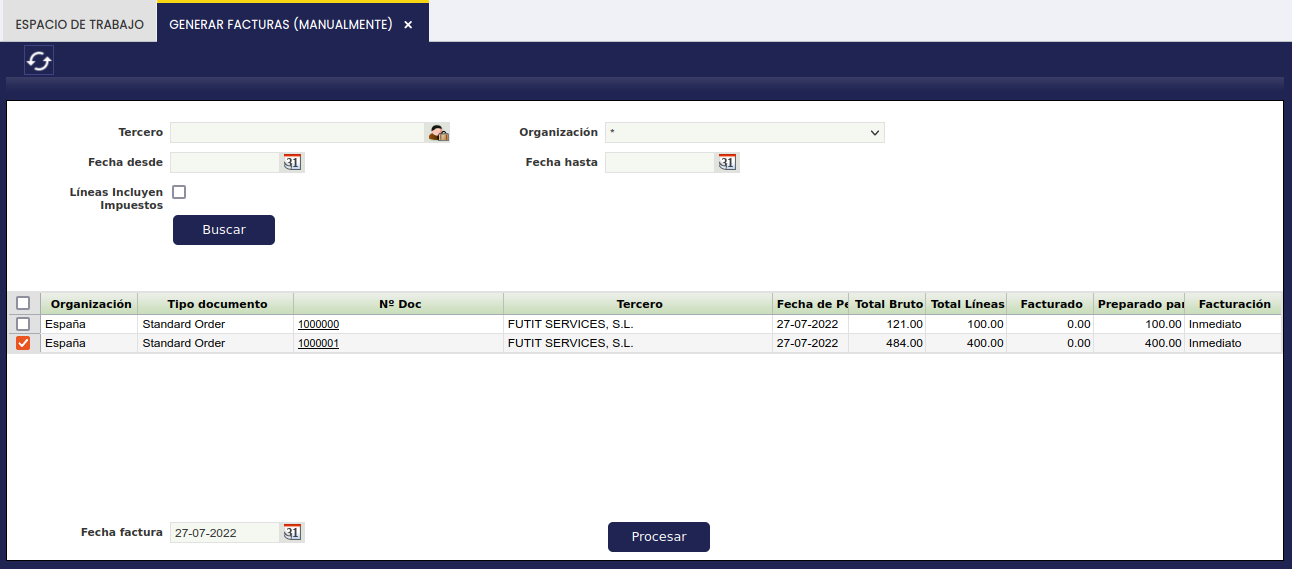 ESPACIO DE TRABAJO GENERAR FACTURAS (MANUALMENTE) ×
Tercero Organización *
Fecha desde 31 Fecha hasta 31
Líneas Incluyen
Impuestos
Buscar
Organización Tipo documento Nº Doc Tercero Fecha de Pe Total Bruto Total Líneas Facturado Preparado par Facturación
España Standard Order 1000000 FUTIT SERVICES, S.L. 27-07-2022 121.00 100.00 0.00 100.00 Inmediato
España Standard Order 1000001 FUTIT SERVICES, S.L. 27-07-2022 484.00 400.00 0.00 400.00 Inmediato
Fecha factura 27-07-2022 31 Procesar